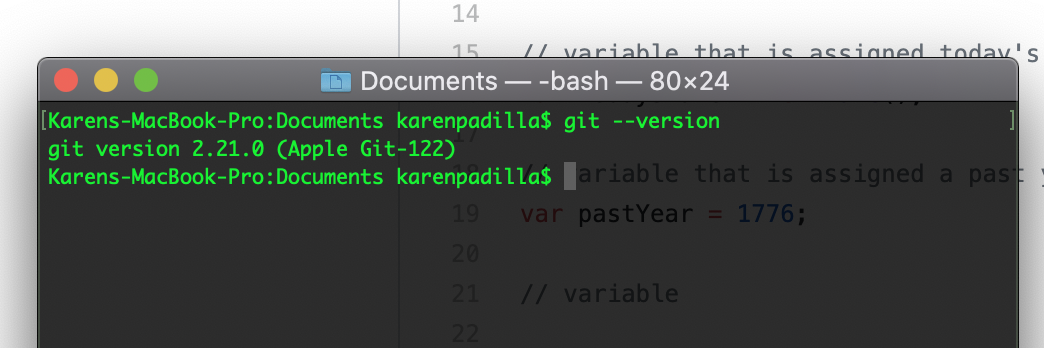 14
15 // variable that is assigned today's
Documents — -bash — 80×24
[Karens-MacBook-Pro:Documents karenpadilla$ git --version ]
git version 2.21.0 (Apple Git-122)
Karens-MacBook-Pro:Documents karenpadilla$
ariable that is assigned a past y
19 var pastYear = 1776;
20
21 // variable
22